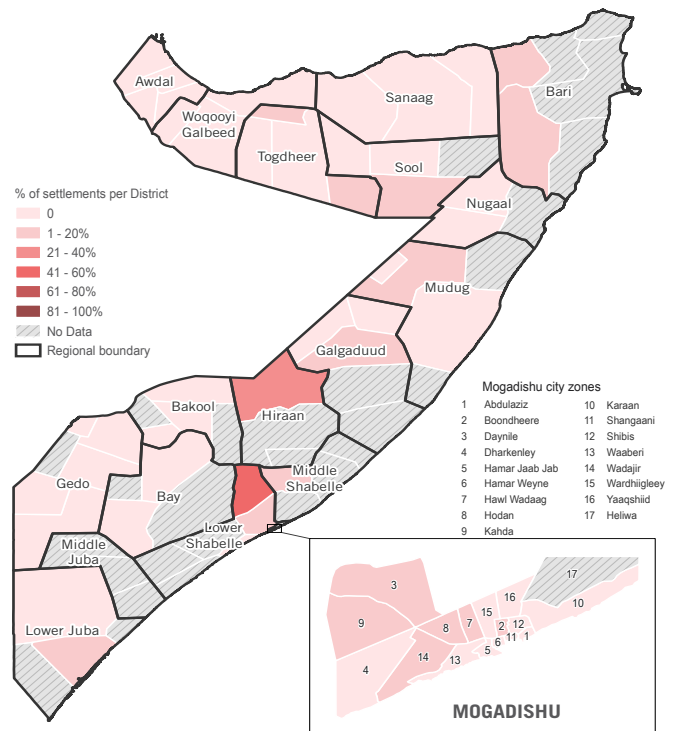 Awdal
Woqooyi
Galbeed
Togdheer
Sanaag
Sool
Bari
Nugaal
% of settlements per District
0
1 - 20%
21 - 40%
41 - 60%
61 - 80%
81 - 100%
No Data
Regional boundary
Mudug
Galgaduud
Bakool
Hiraan
Middle
Shabelle
Gedo
Bay
Lower
Shabelle
Middle
Juba
Lower Juba
Mogadishu city zones
1 Abdulaziz
2 Boondheere
3 Daynile
4 Dharkenley
5 Hamar Jaab Jab
6 Hamar Weyne
7 Hawl Wadaag
8 Hodan
9 Kahda
10 Karaan
11 Shangaani
12 Shibis
13 Waaberi
14 Wadajir
15 Wardhiigleey
16 Yaaqshiid
17 Heliwa
17
3
16
10
15
9
8
7
2
12
6
11
1
5
14
13
4
MOGADISHU